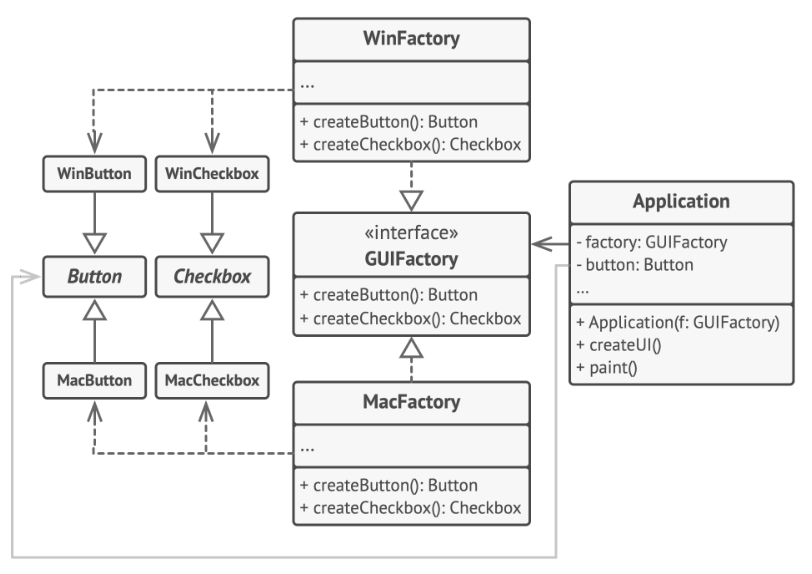 WinFactory
...
+ createButton(): Button
+ createCheckbox(): Checkbox
WinButton
WinCheckbox
Button
Checkbox
MacButton
MacCheckbox
«interface»
GUIFactory
+ createButton(): Button
+ createCheckbox(): Checkbox
Application
- factory: GUIFactory
- button: Button
...
+ Application(f: GUIFactory)
+ createUI()
+ paint()
MacFactory
...
+ createButton(): Button
+ createCheckbox(): Checkbox